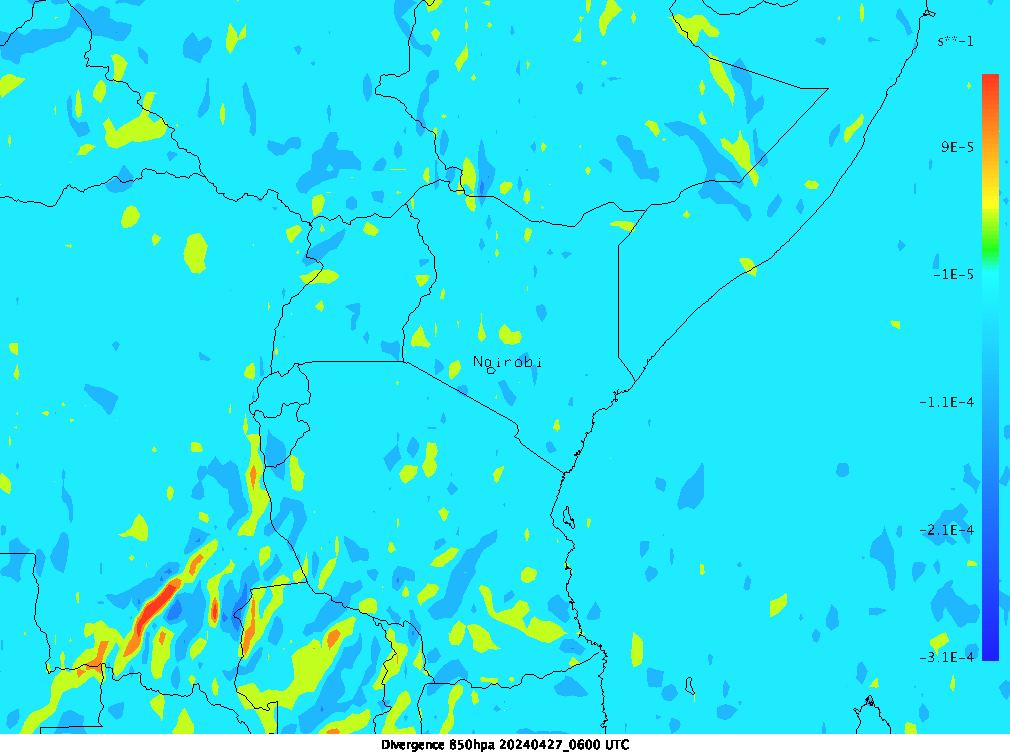 s**-1
9E-5
-1E-5
Nairobi
-1.1E-4
-2.1E-4
-3.1E-4
Divergence 850hpa 20240427_0600 UTC